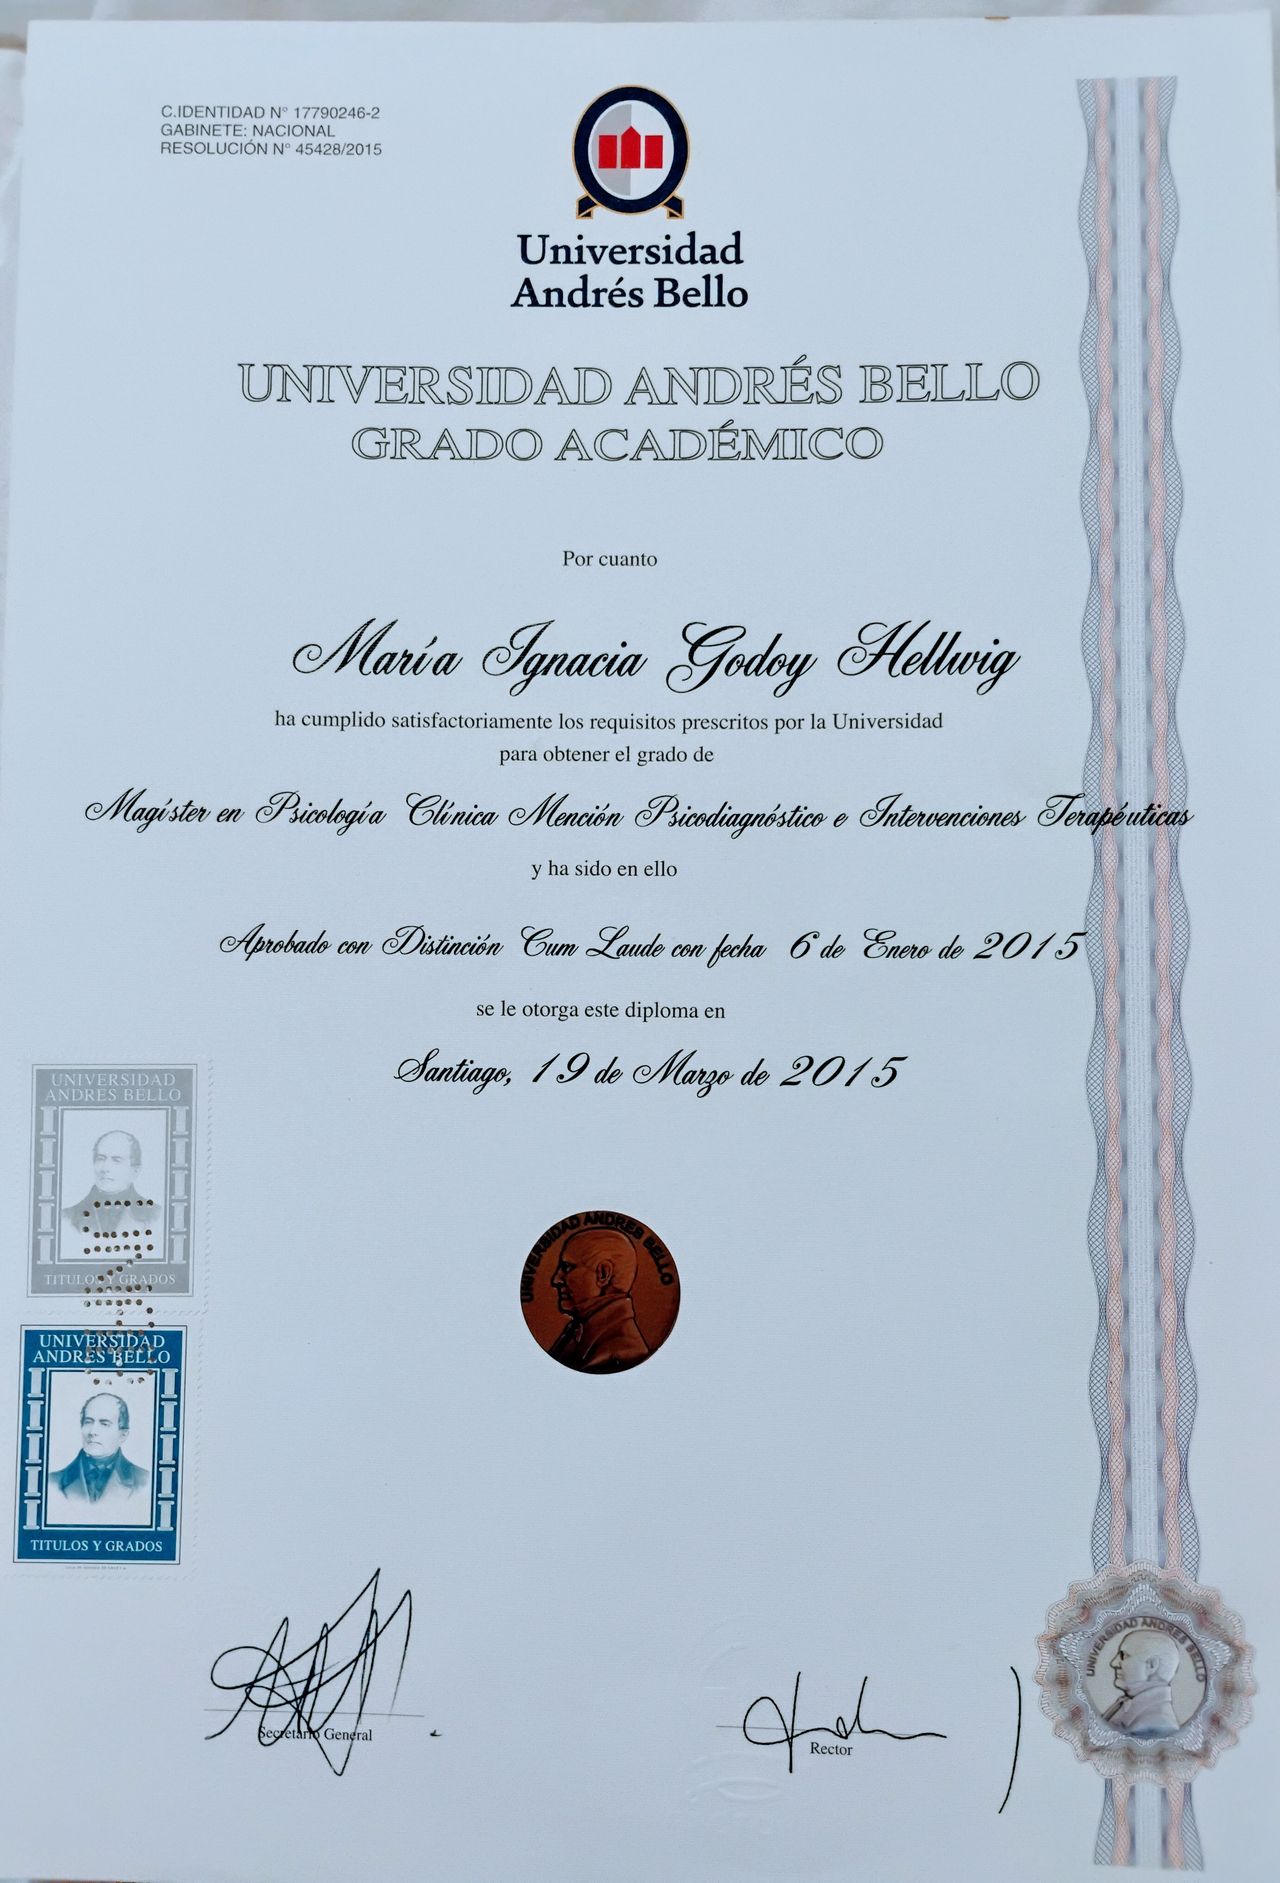 C.IDENTIDAD N° 17790246-2
GABINETE: NACIONAL
RESOLUCIÓN N° 45428/2015
Universidad
Andrés Bello
UNIVERSIDAD ANDRÉS BELLO
GRADO ACADÉMICO
Por cuanto
María Ignacia Godoy Hellwig
ha cumplido satisfactoriamente los requisitos prescritos por la Universidad
para obtener el grado de
Magíster en Psicología Clínica Mención Psicodiagnóstico e Intervenciones Terapéuticas
y ha sido en ello
Aprobado con Distinción Cum Laude con fecha 6 de Enero de 2015
se le otorga este diploma en
Santiago, 19 de Marzo de 2015
UNIVERSIDAD
ANDRES BELLO
TITULOS Y GRADOS
UNIVERSIDAD ANDRES BELLO
UNIVERSIDAD
ANDRES BELLO
TITULOS Y GRADOS
UNIVERSIDAD ANDRES BELLO
Secretario General
Rector